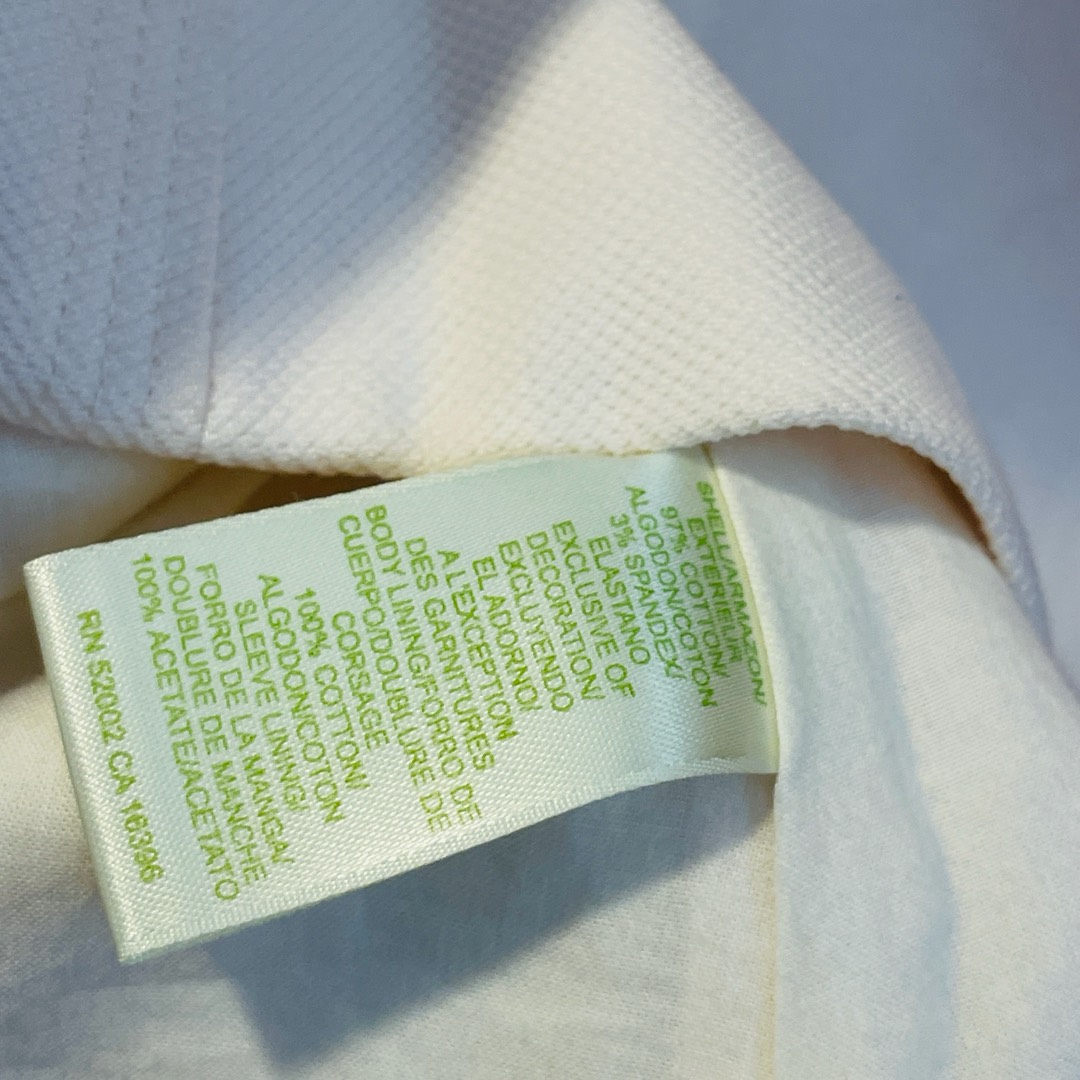 SHELL/ARMAZON/
EXTERIEUR
97% COTTON/
ALGODON/COTON
3% SPANDEX/
ELASTANO
EXCLUSIVE OF
DECORATION/
EXCLUYENDO
EL ADORNO/
A L'EXCEPTION
DES GARNITURES
BODY LINING/FORRO DE
CUERPO/DOUBLURE DE
CORSAGE
100% COTTON/
ALGODON/COTON
SLEEVE LINING/
FORRO DE LA MANGA/
DOUBLURE DE MANCHE
100% ACETATE/ACETATO
RN 52002 CA 16396